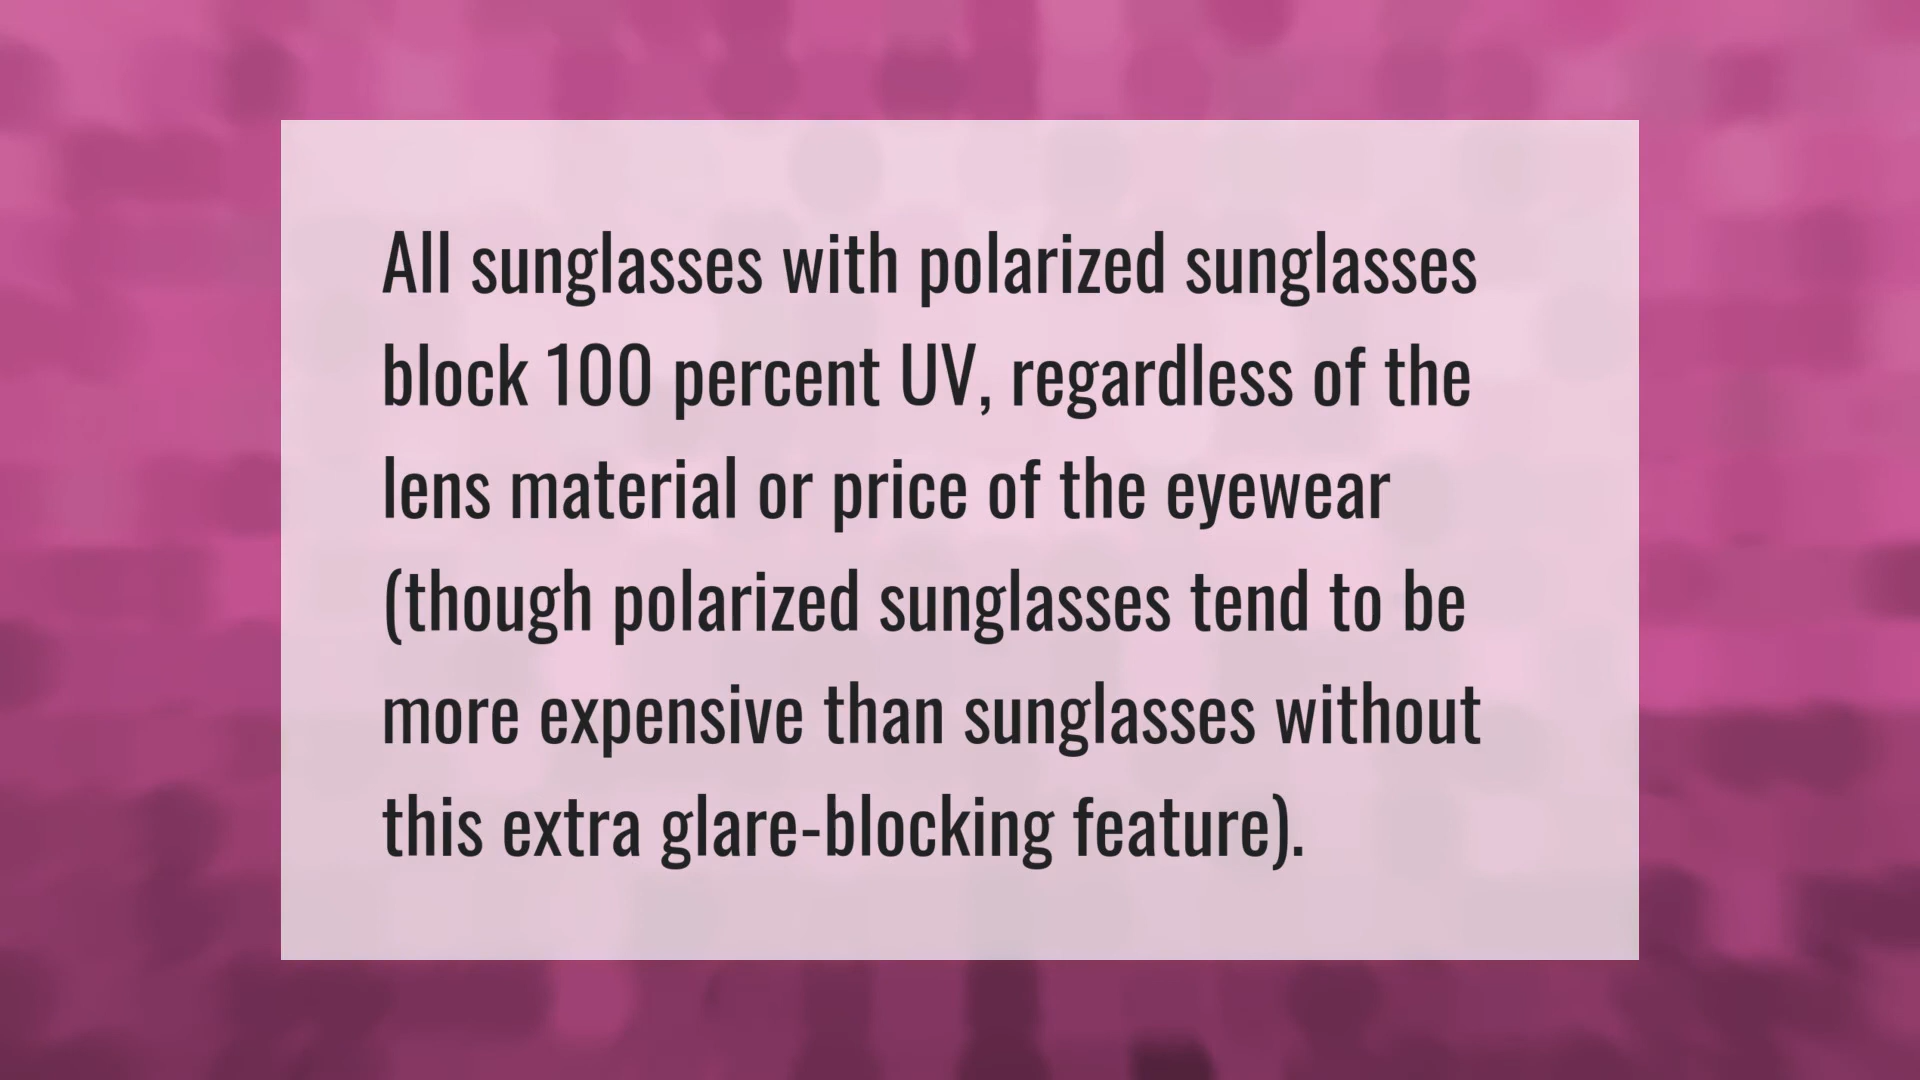 All sunglasses with polarized sunglasses
block 100 percent UV, regardless of the
lens material or price of the eyewear
(though polarized sunglasses tend to be
more expensive than sunglasses without
this extra glare-blocking feature).